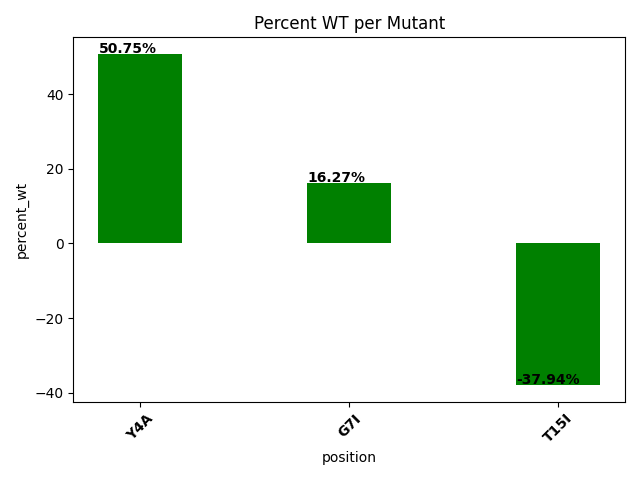 Percent WT per Mutant
50.75%
16.27%
-37.94%
percent_wt
40
20
0
−20
−40
Y4A
G7I
T15I
position